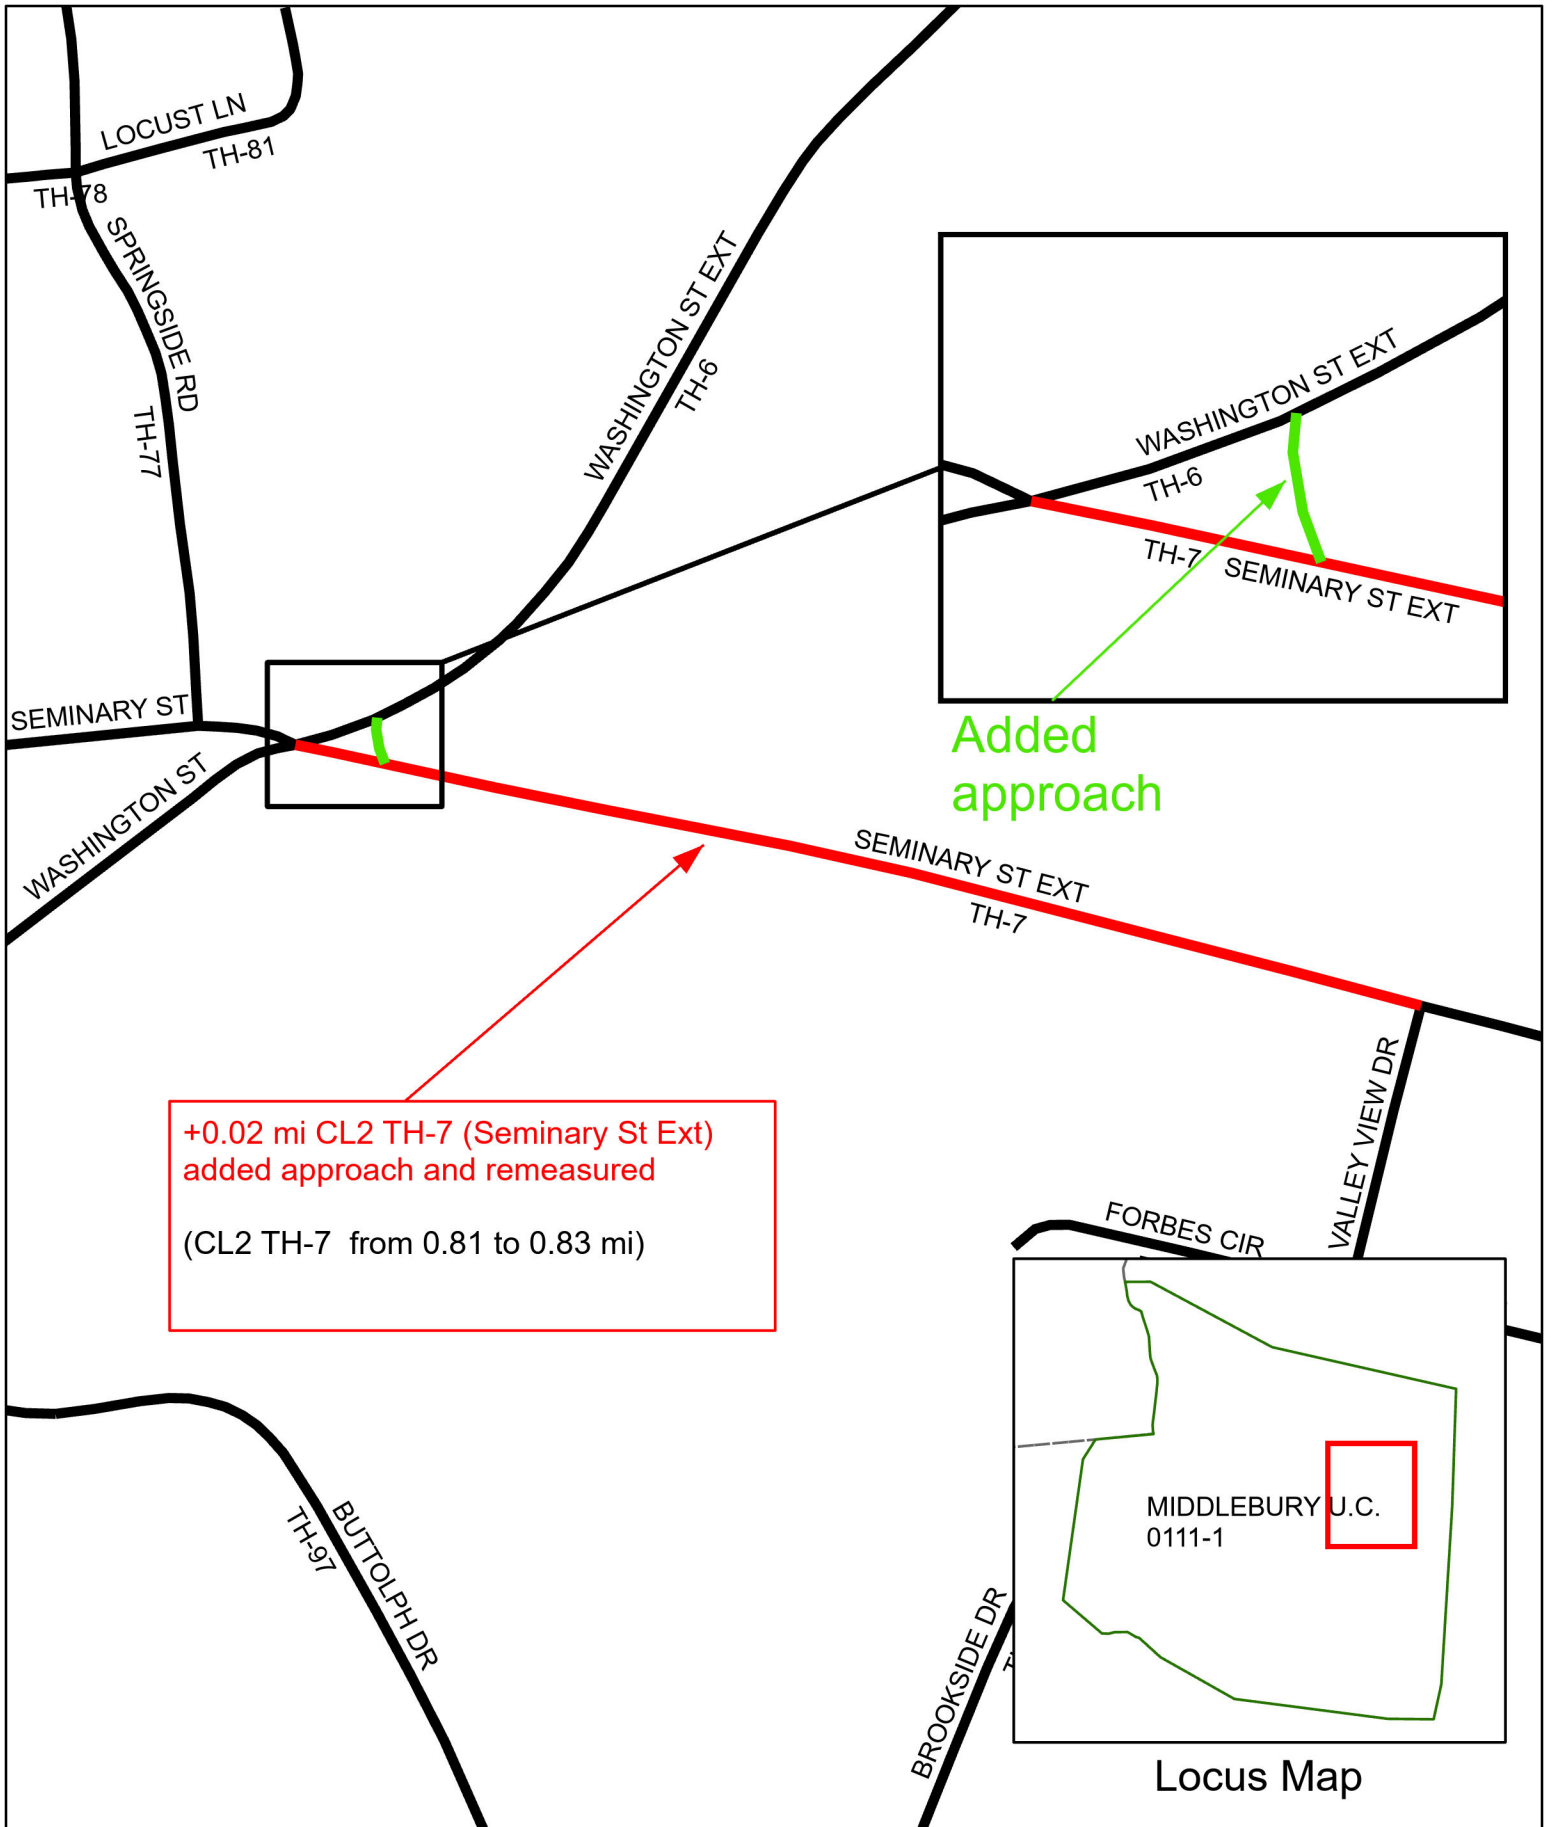 LOCUST LN
TH-81
TH-78
SPRINGSIDE RD
TH-77
WASHINGTON ST EXT
TH-6
WASHINGTON ST EXT
TH-6
TH-7
SEMINARY ST EXT
SEMINARY ST
WASHINGTON ST
Added
approach
SEMINARY ST EXT
TH-7
VALLEY VIEW DR
+0.02 mi CL2 TH-7 (Seminary St Ext)
added approach and remeasured
(CL2 TH-7 from 0.81 to 0.83 mi)
FORBES CIR
MIDDLEBURY U.C.
0111-1
BUTTOLPH DR
TH-97
BROOKSIDE DR
Locus Map